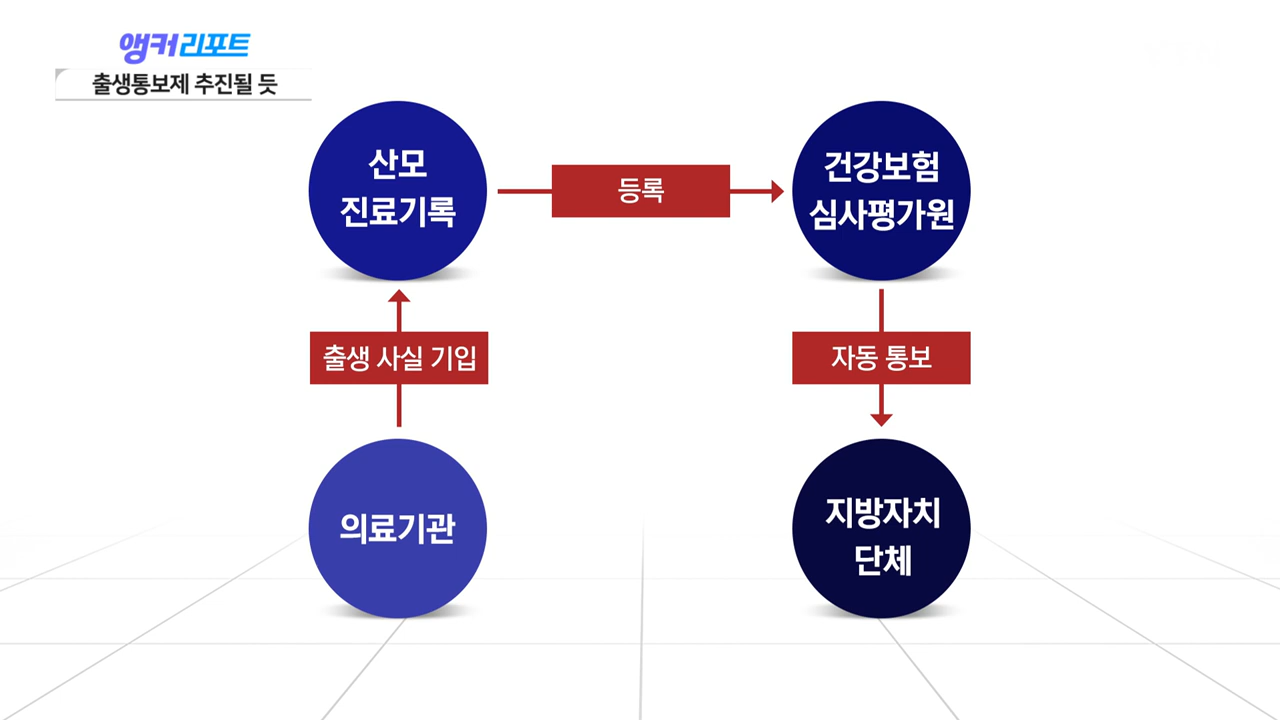 앵커리포트
출생통보제 추진될 듯
산모
진료기록
등록
건강보험
심사평가원
출생 사실 기입
자동 통보
의료기관
지방자치
단체